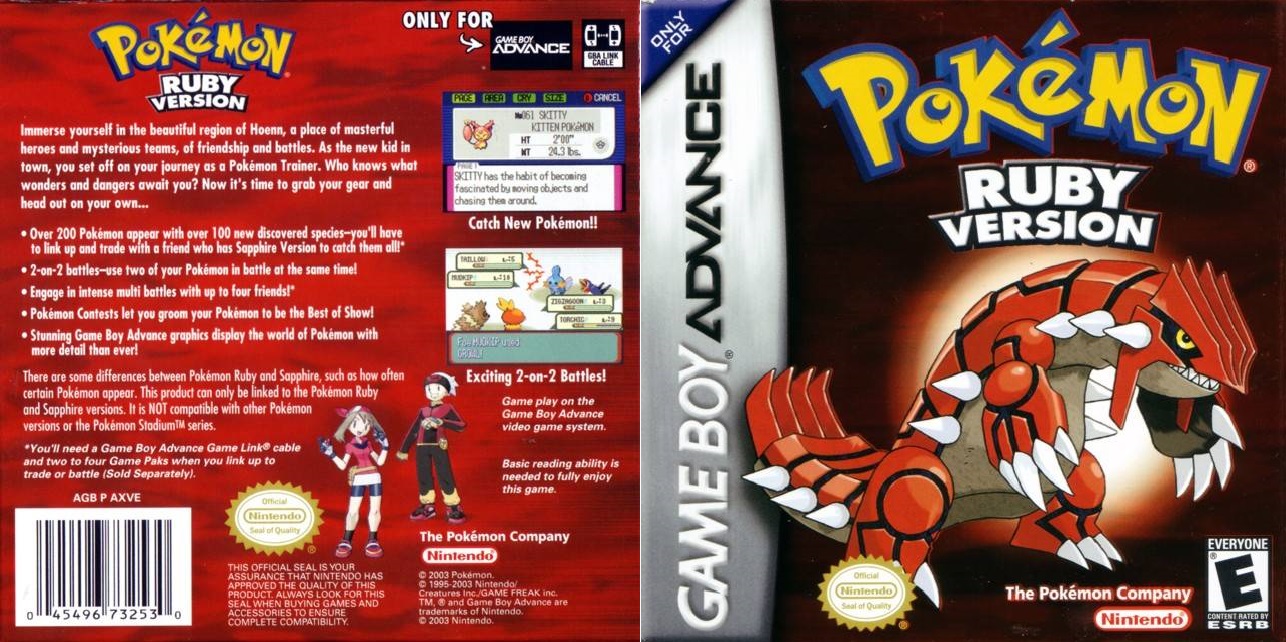 POKéMON
RUBY
VERSION
ONLY FOR
GAME BOY
ADVANCE
GBA LINK
CABLE
Immerse yourself in the beautiful region of Hoenn, a place of masterful
heroes and mysterious teams, of friendship and battles. As the new kid in
town, you set off on your journey as a Pokémon Trainer. Who knows what
wonders and dangers await you? Now it's time to grab your gear and
head out on your own...
• Over 200 Pokémon appear with over 100 new discovered species—you'll have
to link up and trade with a friend who has Sapphire Version to catch them all!*
• 2-on-2 battles—use two of your Pokémon in battle at the same time!
• Engage in intense multi battles with up to four friends!*
• Pokémon Contests let you groom your Pokémon to be the Best of Show!
• Stunning Game Boy Advance graphics display the world of Pokémon with
more detail than ever!
There are some differences between Pokémon Ruby and Sapphire, such as how often
certain Pokémon appear. This product can only be linked to the Pokémon Ruby
and Sapphire versions. It is NOT compatible with other Pokémon
versions or the Pokémon Stadium™ series.
*You'll need a Game Boy Advance Game Link® cable
and two to four Game Paks when you link up to
trade or battle (Sold Separately).
AGB P AXVE
0 45496 73253 0
Official
Nintendo
Seal of Quality
®
THIS OFFICIAL SEAL IS YOUR
ASSURANCE THAT NINTENDO HAS
APPROVED THE QUALITY OF THIS
PRODUCT. ALWAYS LOOK FOR THIS
SEAL WHEN BUYING GAMES AND
ACCESSORIES TO ENSURE
COMPLETE COMPATIBILITY.
PAGE AREA CRY SIZE CANCEL
No061 SKITTY
KITTEN POKéMON
HT 2'00"
WT 24.3 lbs.
SKITTY has the habit of becoming
fascinated by moving objects and
chasing them around.
Catch New Pokémon!!
TAILLOW
MUDKIP
ZIGZAGOON
TORCHIC
Foe MUDKIP used
GROWL!
Exciting 2-on-2 Battles!
Game play on the
Game Boy Advance
video game system.
Basic reading ability is
needed to fully enjoy
this game.
The Pokémon Company
Nintendo®
© 2003 Pokémon.
© 1995-2003 Nintendo/
Creatures Inc./GAME FREAK inc.
TM, ® and Game Boy Advance are
trademarks of Nintendo.
© 2003 Nintendo.
ONLY
FOR
GAME BOY ADVANCE
®
POKéMON®
RUBY
VERSION
Official
Nintendo
Seal of Quality
®
The Pokémon Company
Nintendo®
EVERYONE
E®
CONTENT RATED BY
ESRB